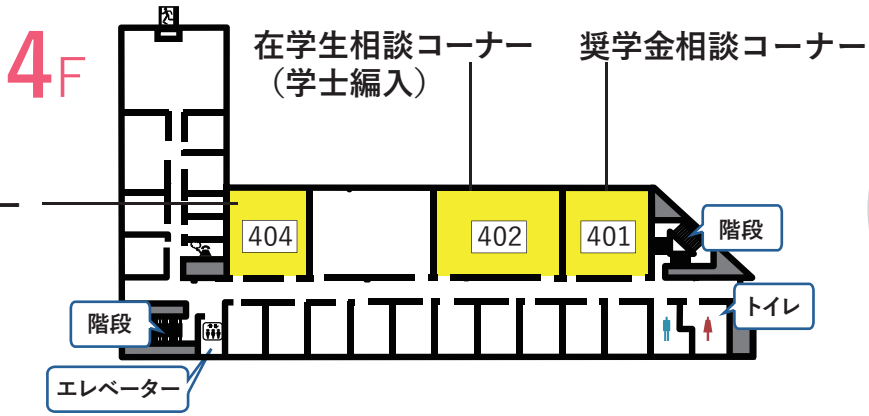 4F
在学生相談コーナー
（学士編入）
奨学金相談コーナー
ー
404
402
401
階段
階段
トイレ
エレベーター